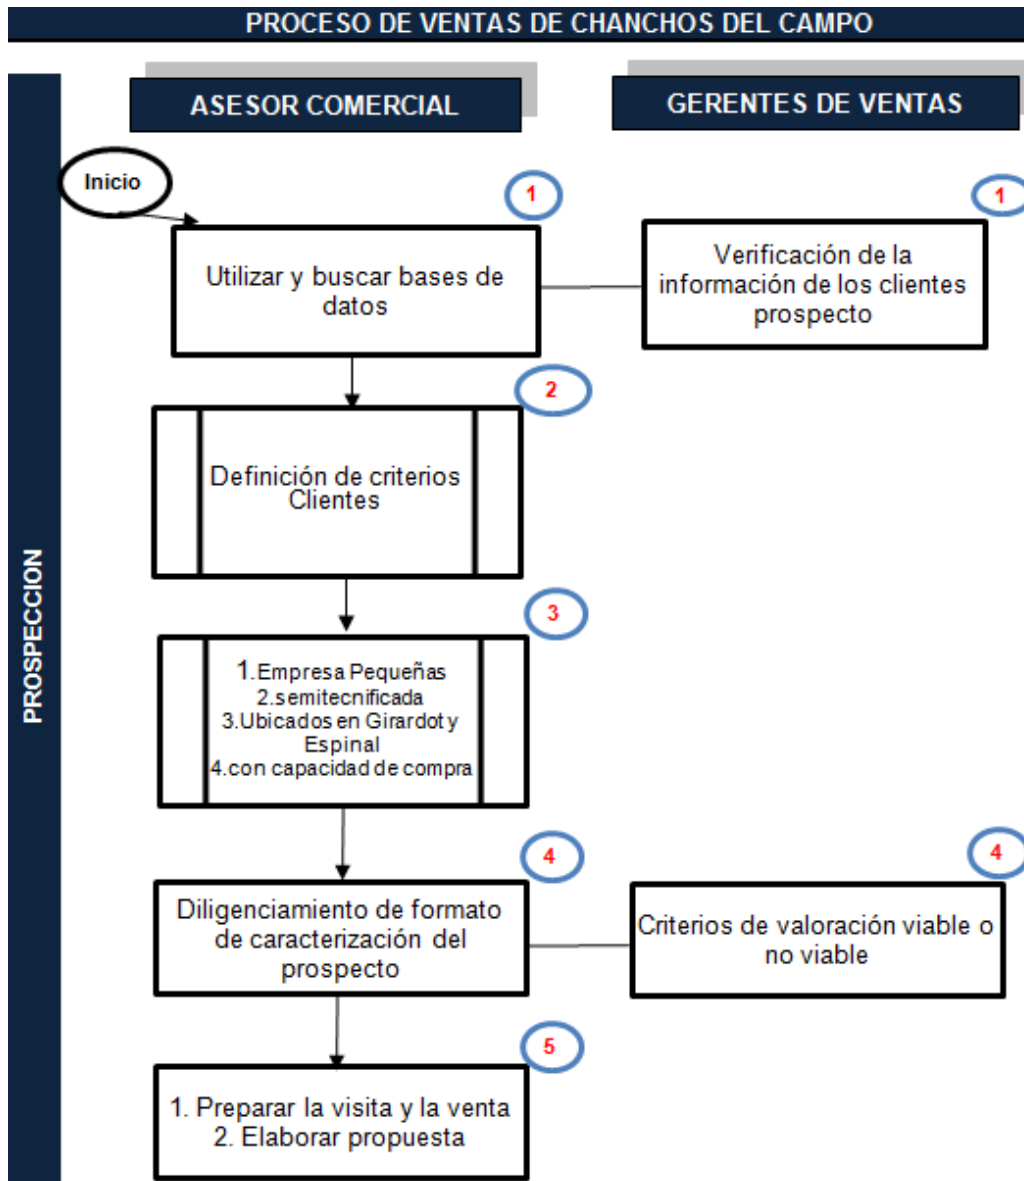 PROCESO DE VENTAS DE CHANCHOS DEL CAMPO
ASESOR COMERCIAL
GERENTES DE VENTAS
PROSPECCION
Inicio
1
Utilizar y buscar bases de
datos
1
Verificación de la
información de los clientes
prospecto
2
Definición de criterios
Clientes
3
1.Empresa Pequeñas
2.semitecnificada
3.Ubicados en Girardot y
Espinal
4.con capacidad de compra
4
Diligenciamiento de formato
de caracterización del
prospecto
4
Criterios de valoración viable o
no viable
5
1. Preparar la visita y la venta
2. Elaborar propuesta